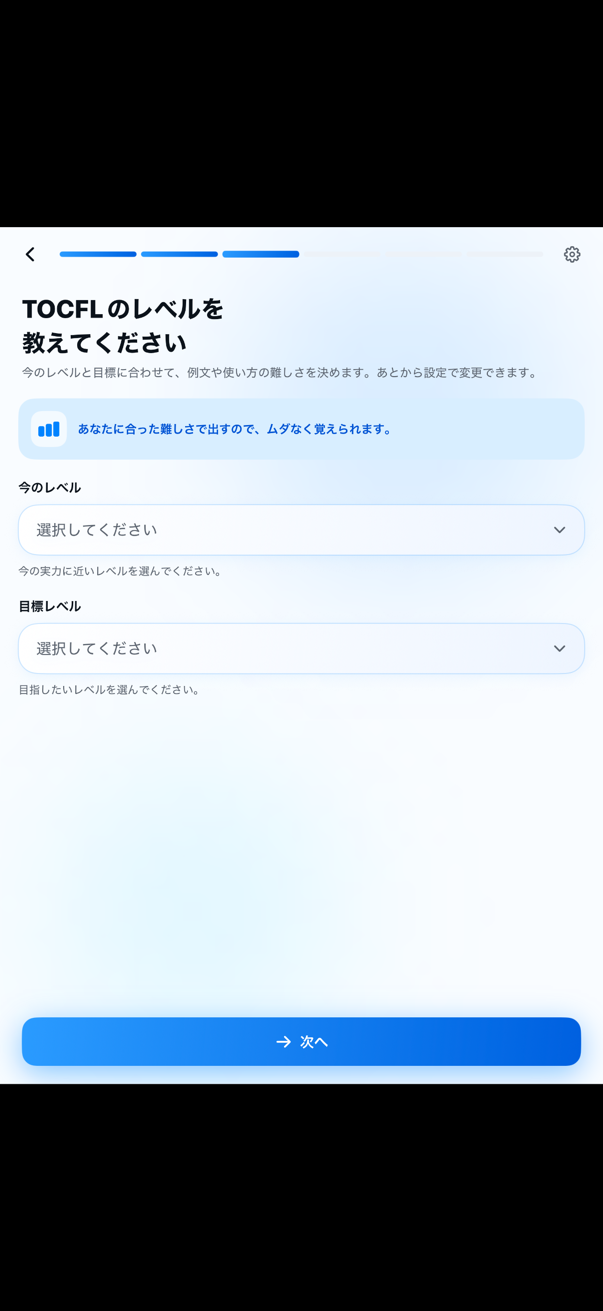 TOCFL のレベルを
教えてください
今のレベルと目標に合わせて、例文や使い方の難しさを決めます。あとから設定で変更できます。
あなたに合った難しさで出すので、ムダなく覚えられます。
今のレベル
選択してください
今の実力に近いレベルを選んでください。
目標レベル
選択してください
目指したいレベルを選んでください。
次へ